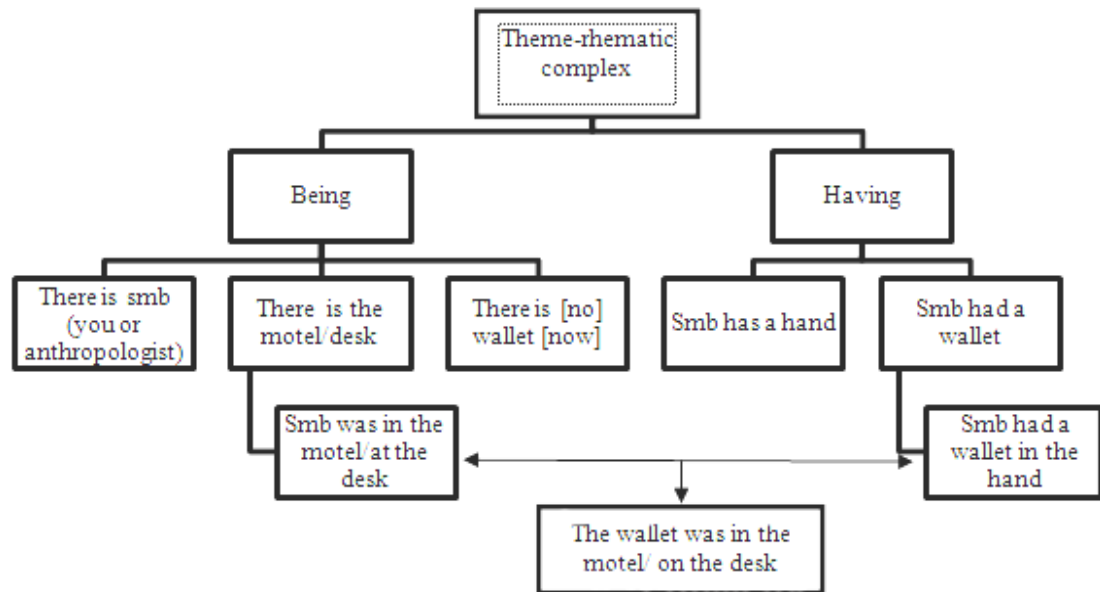 Theme-rhematic
complex
Being
Having
There is smb
(you or
anthropologist)
There is the
motel/desk
There is [no]
wallet [now]
Smb has a hand
Smb had a
wallet
Smb was in the
motel/at the
desk
Smb had a
wallet in the
hand
The wallet was in the
motel/ on the desk